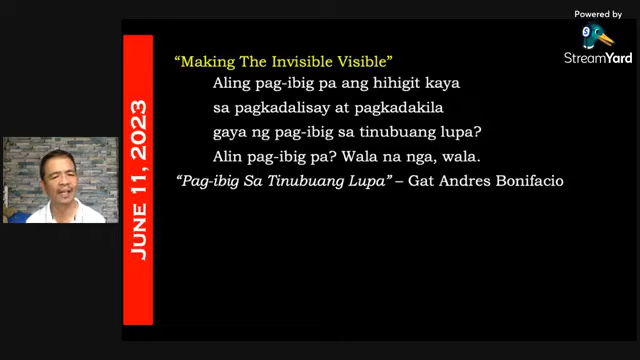 Powered by
StreamYard
JUNE 11, 2023
“Making The Invisible Visible”
Aling pag-ibig pa ang hihigit kaya
sa pagkadalisay at pagkadakila
gaya ng pag-ibig sa tinubuang lupa?
Alin pag-ibig pa? Wala na nga, wala.
“Pag-ibig Sa Tinubuang Lupa” – Gat Andres Bonifacio